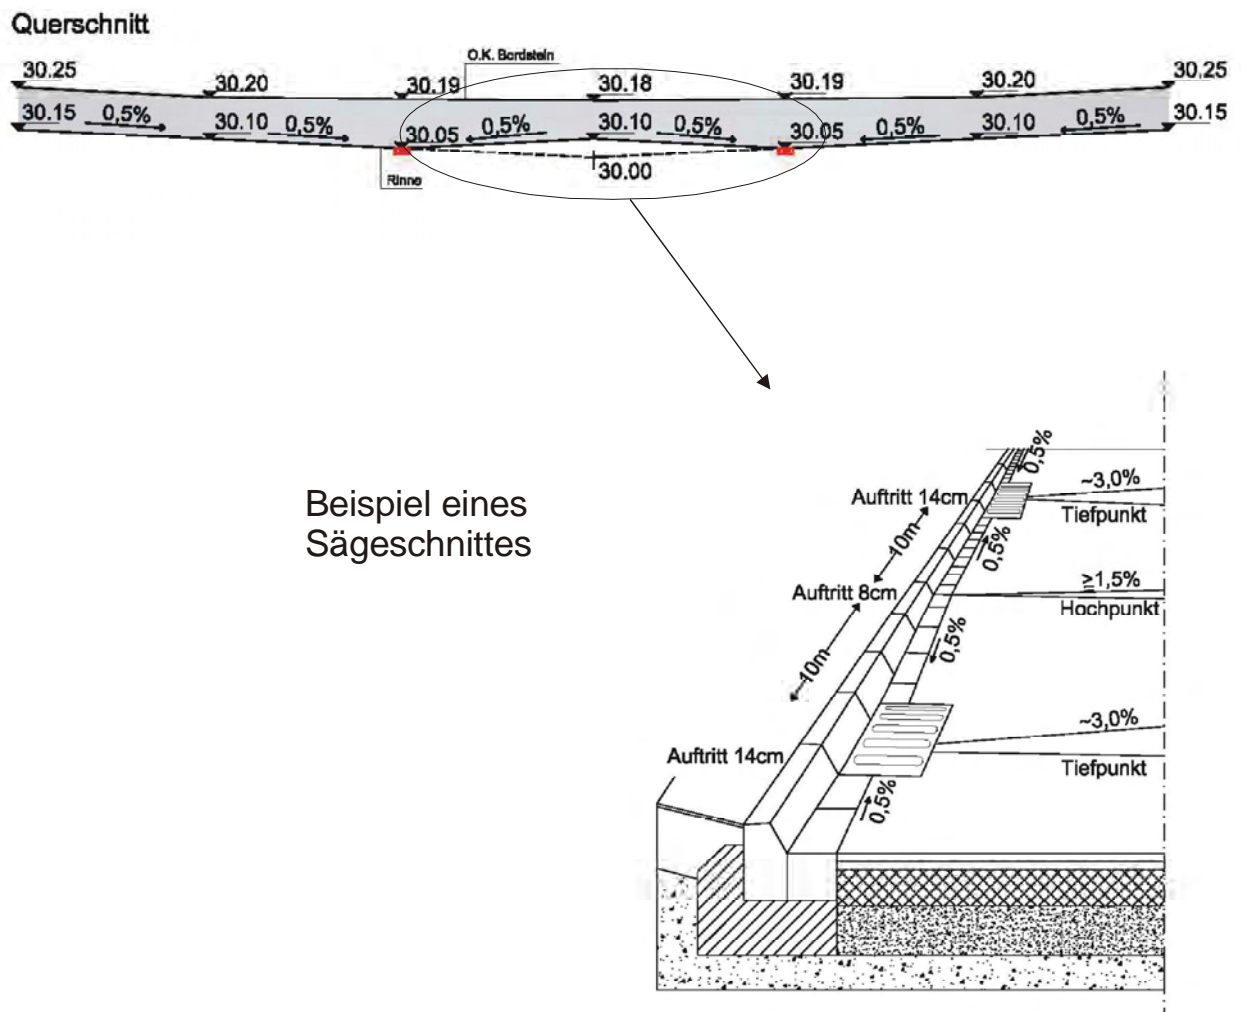 Querschnitt
O.K. Bordstein
30.25 30.20 30.19 30.18 30.19 30.20 30.25
30.15 0,5% 30.10 0,5% 30.05 0,5% 30.10 0,5% 30.05 0,5% 30.10 0,5% 30.15
30.00
Rinne
Beispiel eines
Sägeschnittes
0,5%
~3,0%
Auftritt 14cm
Tiefpunkt
10m
0,5%
≥1,5%
Auftritt 8cm
Hochpunkt
0,5%
10m
~3,0%
Auftritt 14cm
Tiefpunkt
0,5%